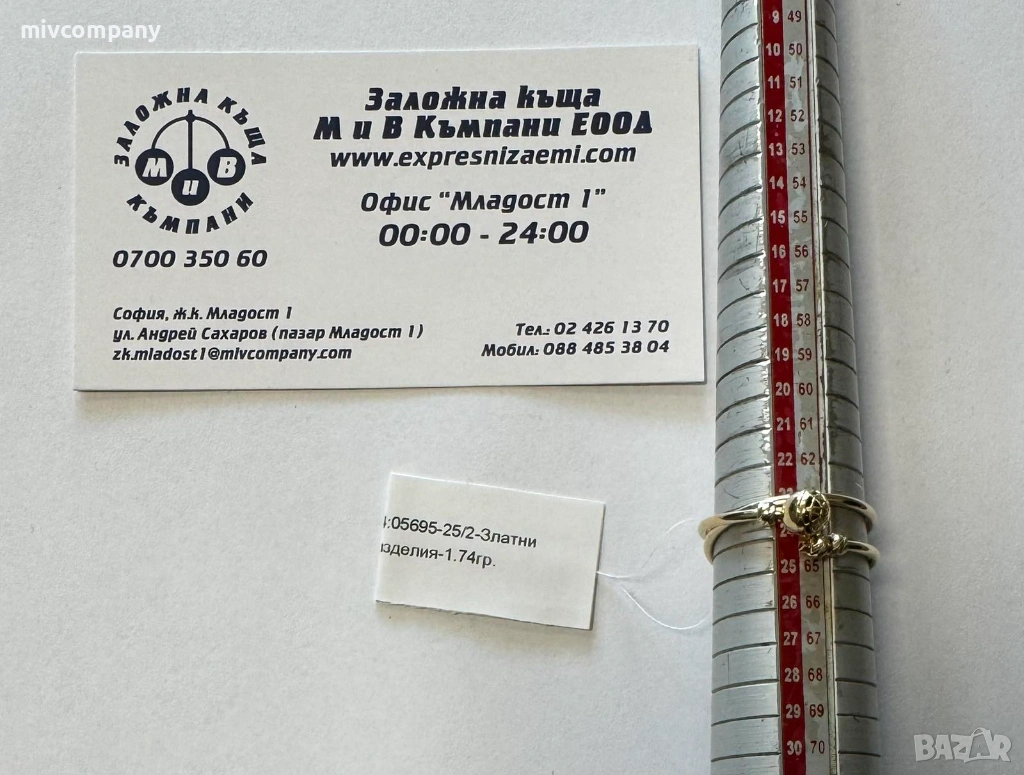 mivcompany
ЗАЛОЖНА КЪЩА
М и В
КЪМПАНИ
0700 350 60
Заложна къща
М и В Къмпани ЕООД
www.expresnizaemi.com
Офис "Младост 1"
00:00 - 24:00
София, ж.к. Младост 1
ул. Андрей Сахаров (пазар Младост 1)
zk.mladost1@mivcompany.com
Тел.: 02 426 13 70
Мобил: 088 485 38 04
:05695-25/2-Златни
изделия-1.74гр.
9 49
10 50
11 51
12 52
13 53
14 54
15 55
16 56
17 57
18 58
19 59
20 60
21 61
22 62
25 65
26 66
27 67
28 68
29 69
30 70
BAZAR